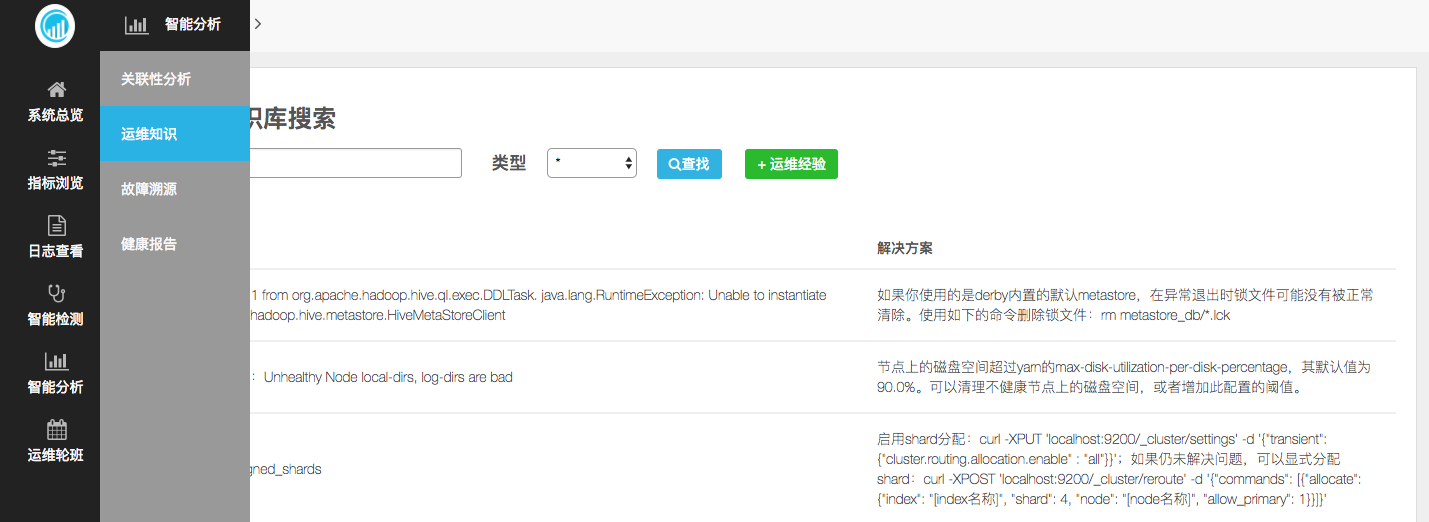 智能分析
系统总览
指标浏览
日志查看
智能检测
智能分析
运维轮班
关联性分析
运维知识
故障溯源
健康报告
识库搜索
类型 * 查找 + 运维经验
解决方案
1 from org.apache.hadoop.hive.ql.exec.DDLTask. java.lang.RuntimeException: Unable to instantiate
hadoop.hive.metastore.HiveMetaStoreClient
如果你使用的是derby内置的默认metastore，在异常退出时锁文件可能没有被正常
清除。使用如下的命令删除锁文件：rm metastore_db/*.lck
：Unhealthy Node local-dirs, log-dirs are bad
节点上的磁盘空间超过yarn的max-disk-utilization-per-disk-percentage，其默认值为
90.0%。可以清理不健康节点上的磁盘空间，或者增加此配置的阈值。
gned_shards
启用shard分配：curl -XPUT 'localhost:9200/_cluster/settings' -d '{"transient":
{"cluster.routing.allocation.enable" : "all"}}'；如果仍未解决问题，可以显式分配
shard：curl -XPOST 'localhost:9200/_cluster/reroute' -d '{"commands": [{"allocate":
{"index": "[index名称]", "shard": 4, "node": "[node名称]", "allow_primary": 1}}]}'